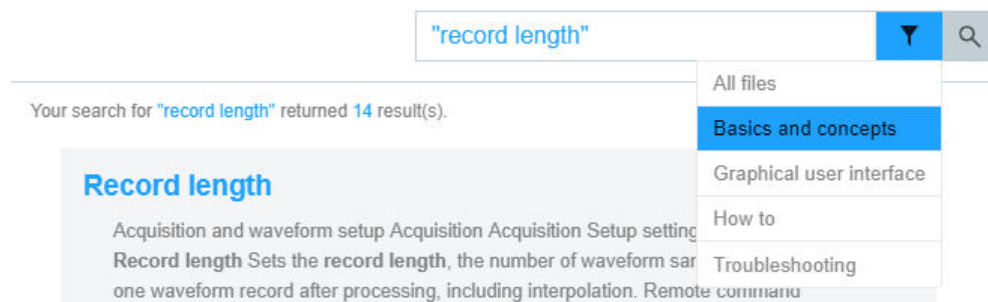 "record length"
All files
Your search for "record length" returned 14 result(s).
Basics and concepts
Graphical user interface
How to
Troubleshooting
Record length
Acquisition and waveform setup Acquisition Acquisition Setup setting
Record length Sets the record length, the number of waveform
one waveform record after processing, including interpolation. Remote command